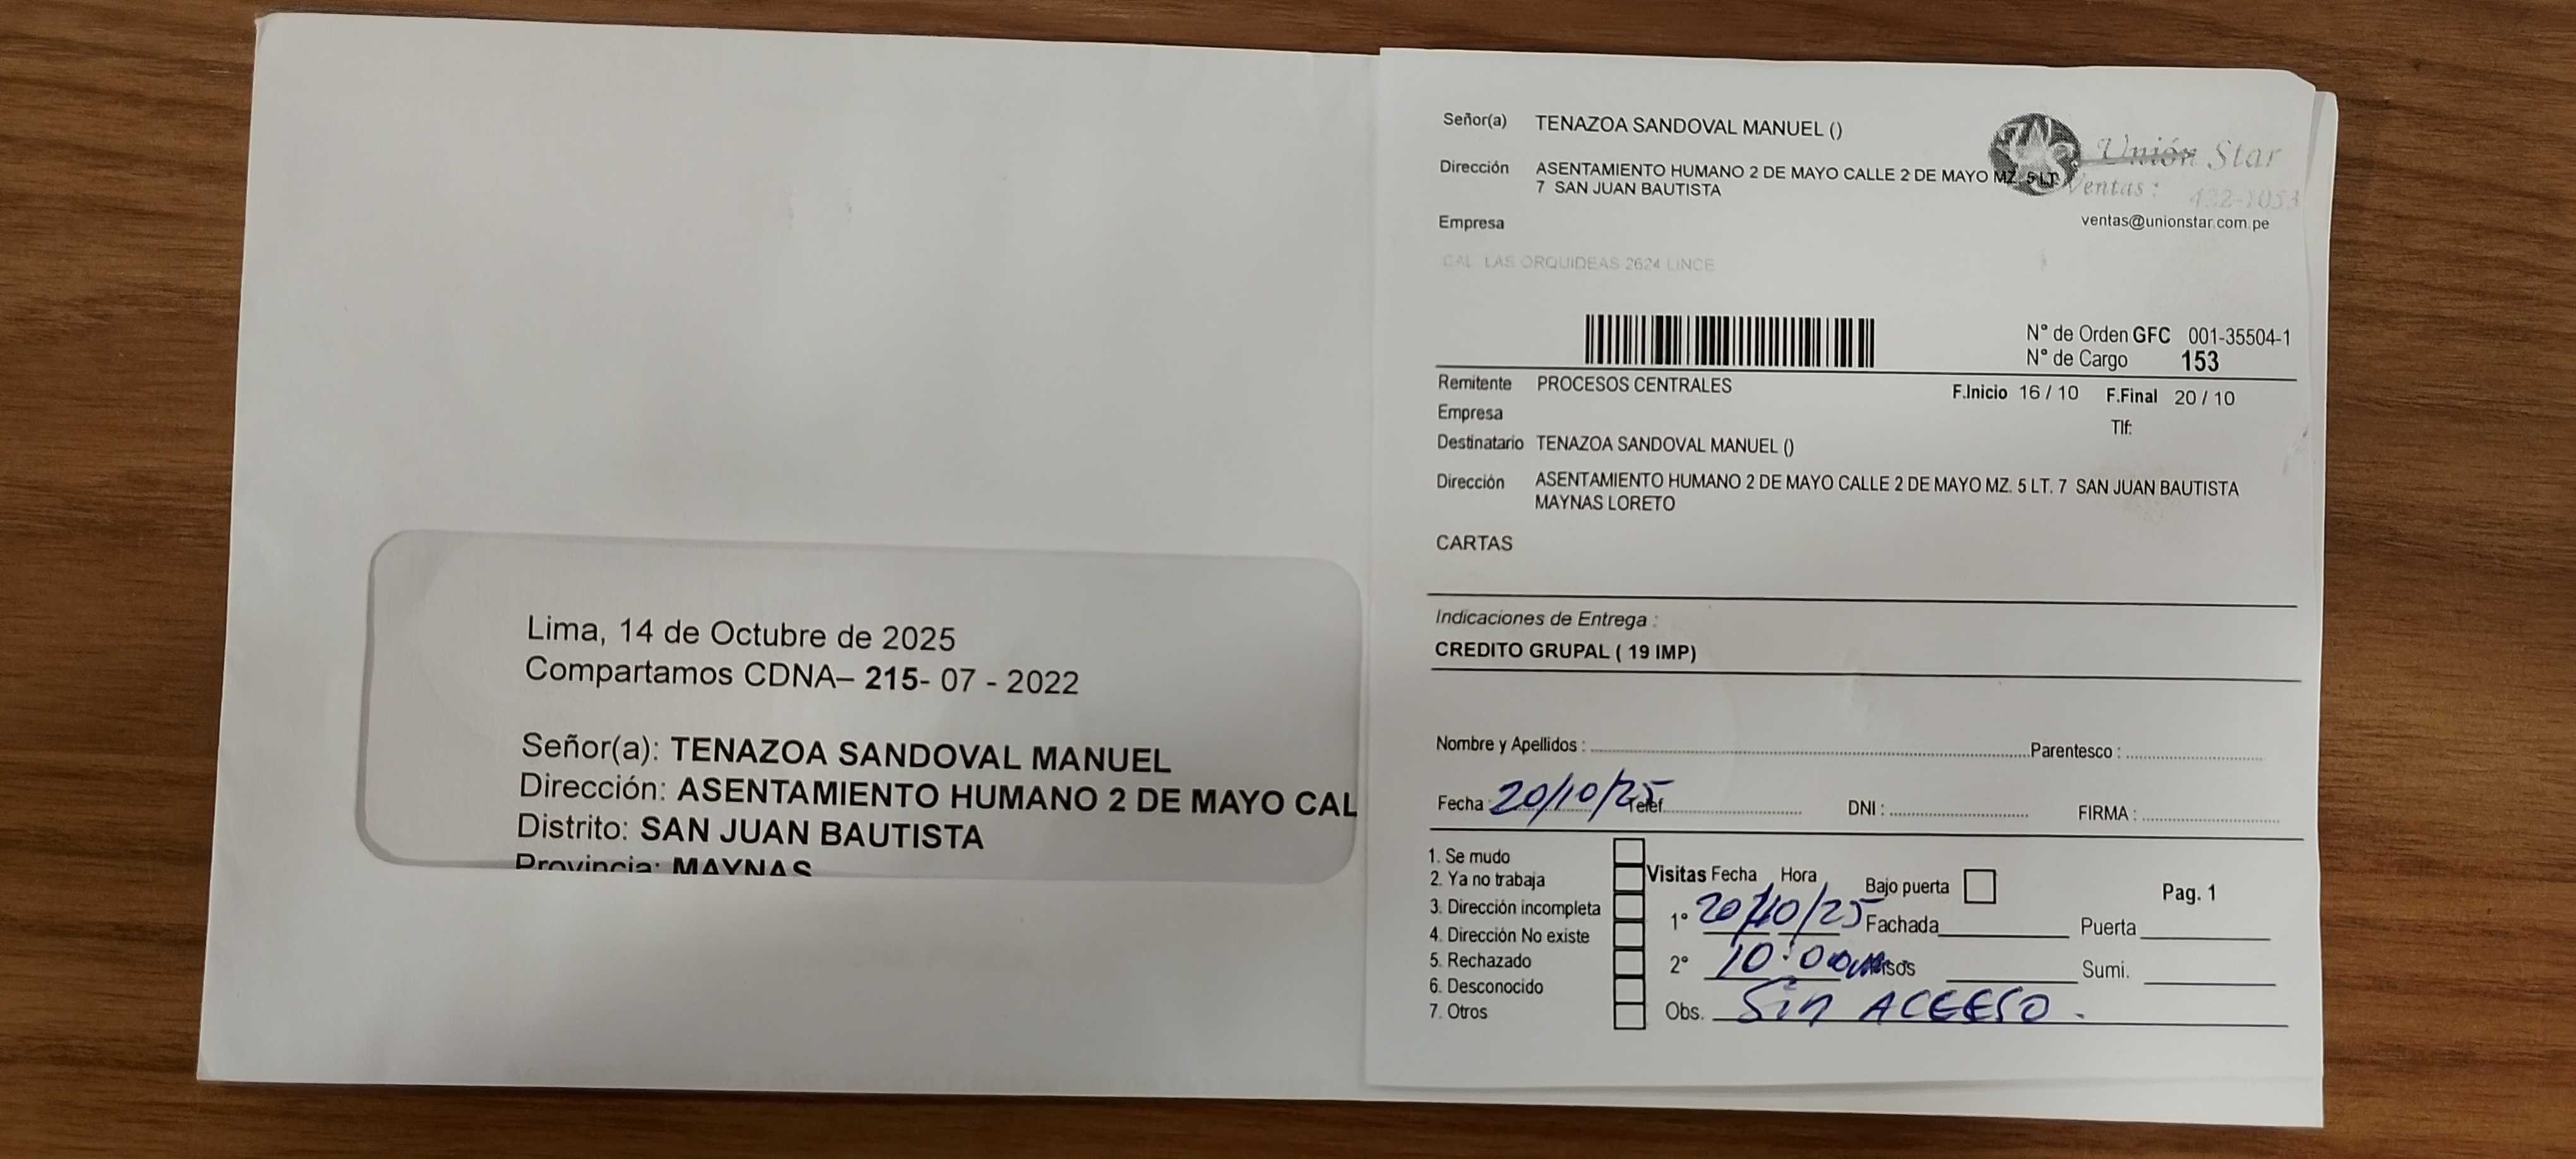 Lima, 14 de Octubre de 2025
Compartamos CDNA– 215- 07 - 2022
Señor(a): TENAZOA SANDOVAL MANUEL
Dirección: ASENTAMIENTO HUMANO 2 DE MAYO CAL
Distrito: SAN JUAN BAUTISTA
Provincia: MAYNAS
Señor(a) TENAZOA SANDOVAL MANUEL ()
Dirección ASENTAMIENTO HUMANO 2 DE MAYO CALLE 2 DE MAYO MZ. 5 LT.
7 SAN JUAN BAUTISTA
Unión Star
Ventas: 422-1053
ventas@unionstar.com.pe
Empresa
CAL. LAS ORQUIDEAS 2624 LINCE
N° de Orden GFC 001-35504-1
N° de Cargo 153
Remitente PROCESOS CENTRALES F.Inicio 16 / 10 F.Final 20 / 10
Empresa Tlf:
Destinatario TENAZOA SANDOVAL MANUEL ()
Dirección ASENTAMIENTO HUMANO 2 DE MAYO CALLE 2 DE MAYO MZ. 5 LT. 7 SAN JUAN BAUTISTA
MAYNAS LORETO
CARTAS
Indicaciones de Entrega :
CREDITO GRUPAL ( 19 IMP)
Nombre y Apellidos : Parentesco :
Fecha : 20/10/25 Telef. DNI : FIRMA :
1. Se mudo
2. Ya no trabaja
3. Dirección incompleta
4. Dirección No existe
5. Rechazado
6. Desconocido
7. Otros
Visitas Fecha Hora Bajo puerta Pag. 1
1° 20/10/25 Fachada Puerta
2° 10:00 Sumi.
Obs. Sin ACCESO.